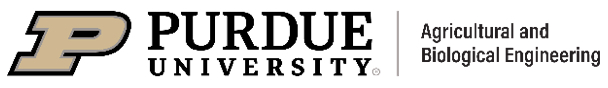 P PURDUE
UNIVERSITY®
Agricultural and
Biological Engineering